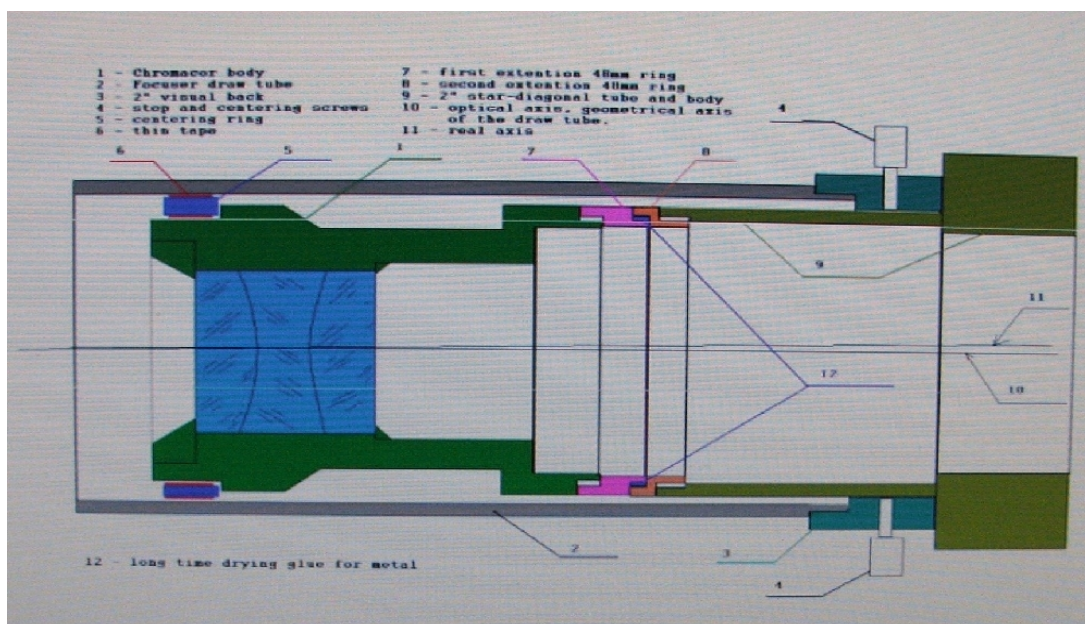 1 - Chromacor body
2 - Focuser draw tube
3 - 2" visual back
4 - stop and centering screws
5 - centering ring
6 - thin tape
7 - first extention 48mm ring
8 - second extention 48mm ring
9 - 2" star-diagonal tube and body
10 - optical axis, geometrical axis
of the draw tube.
11 - real axis
4
6
5
1
7
8
9
11
12
10
2
3
4
12 - long time drying glue for metal